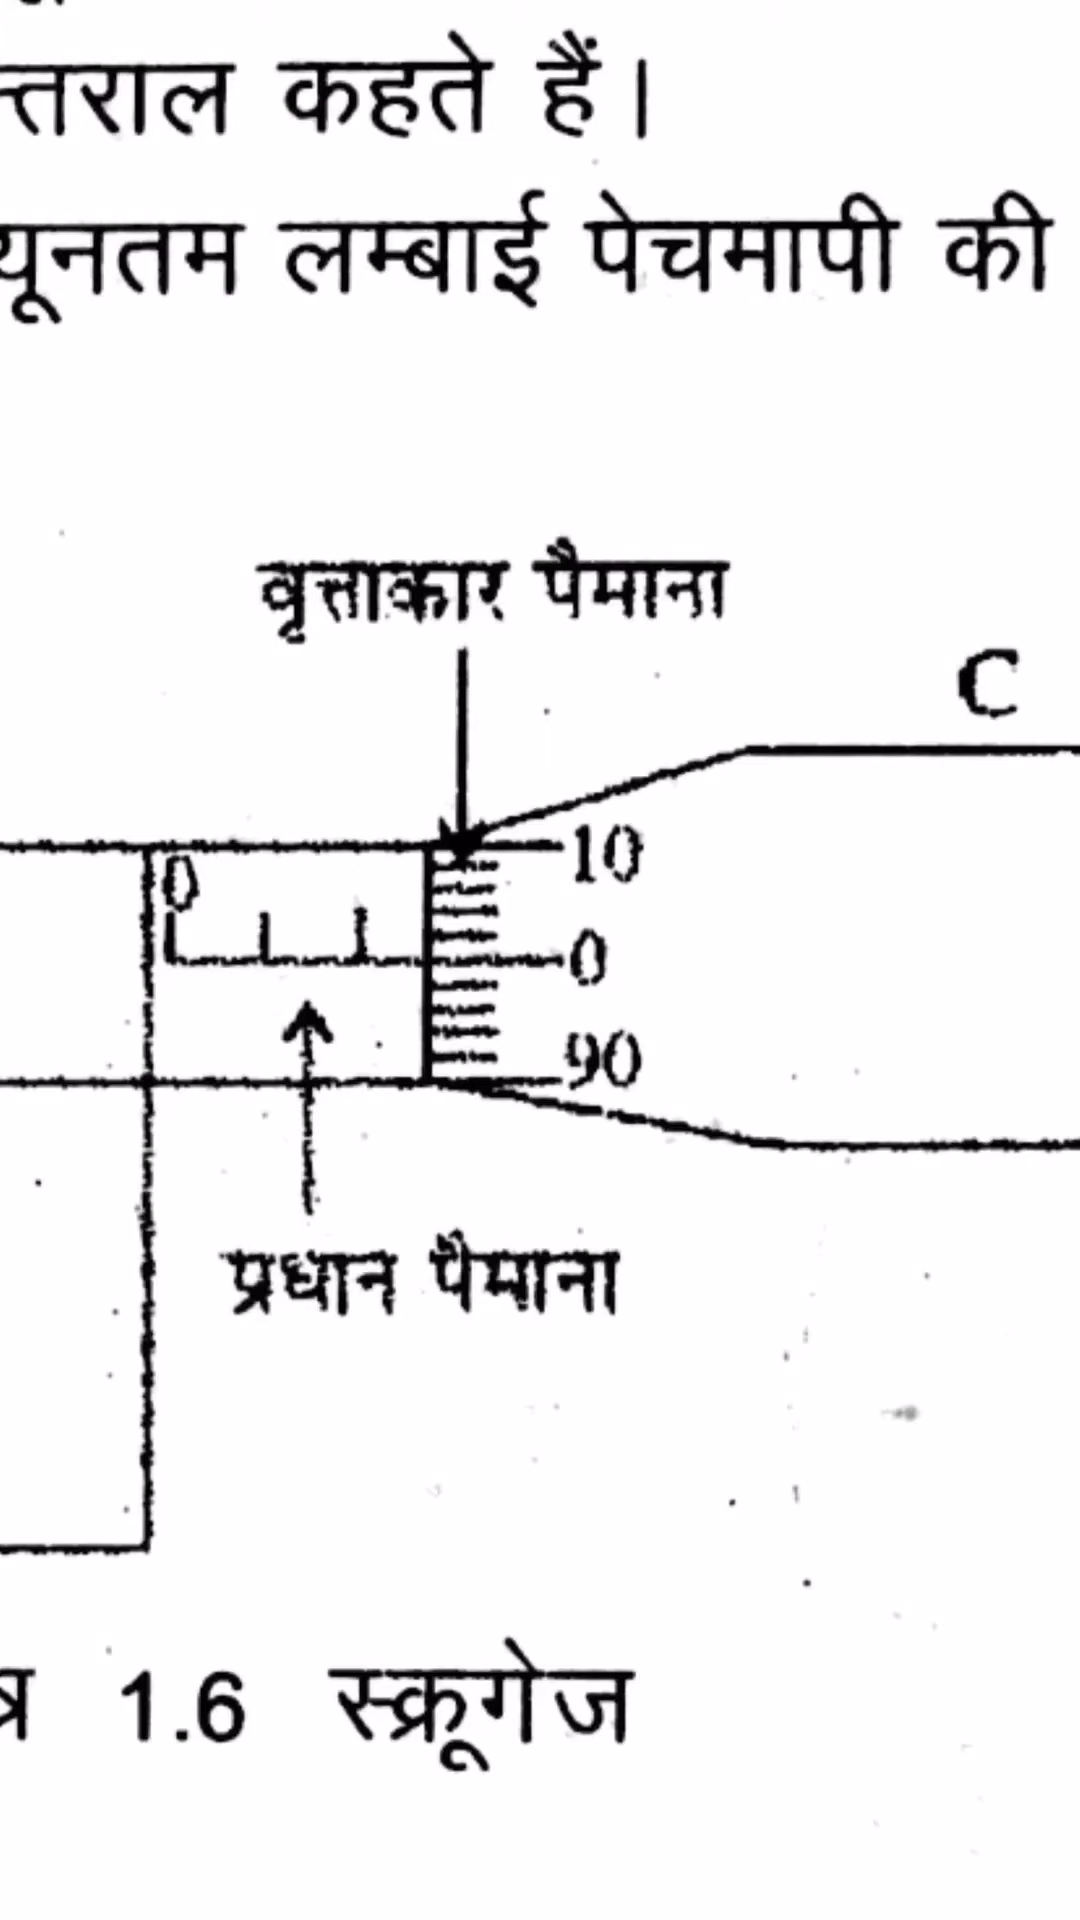 न्तराल कहते हैं।
यूनतम लम्बाई पेचमापी की
वृत्ताकार पैमाना
C
10
0
0
90
प्रधान पैमाना
त्र 1.6 स्क्रूगेज